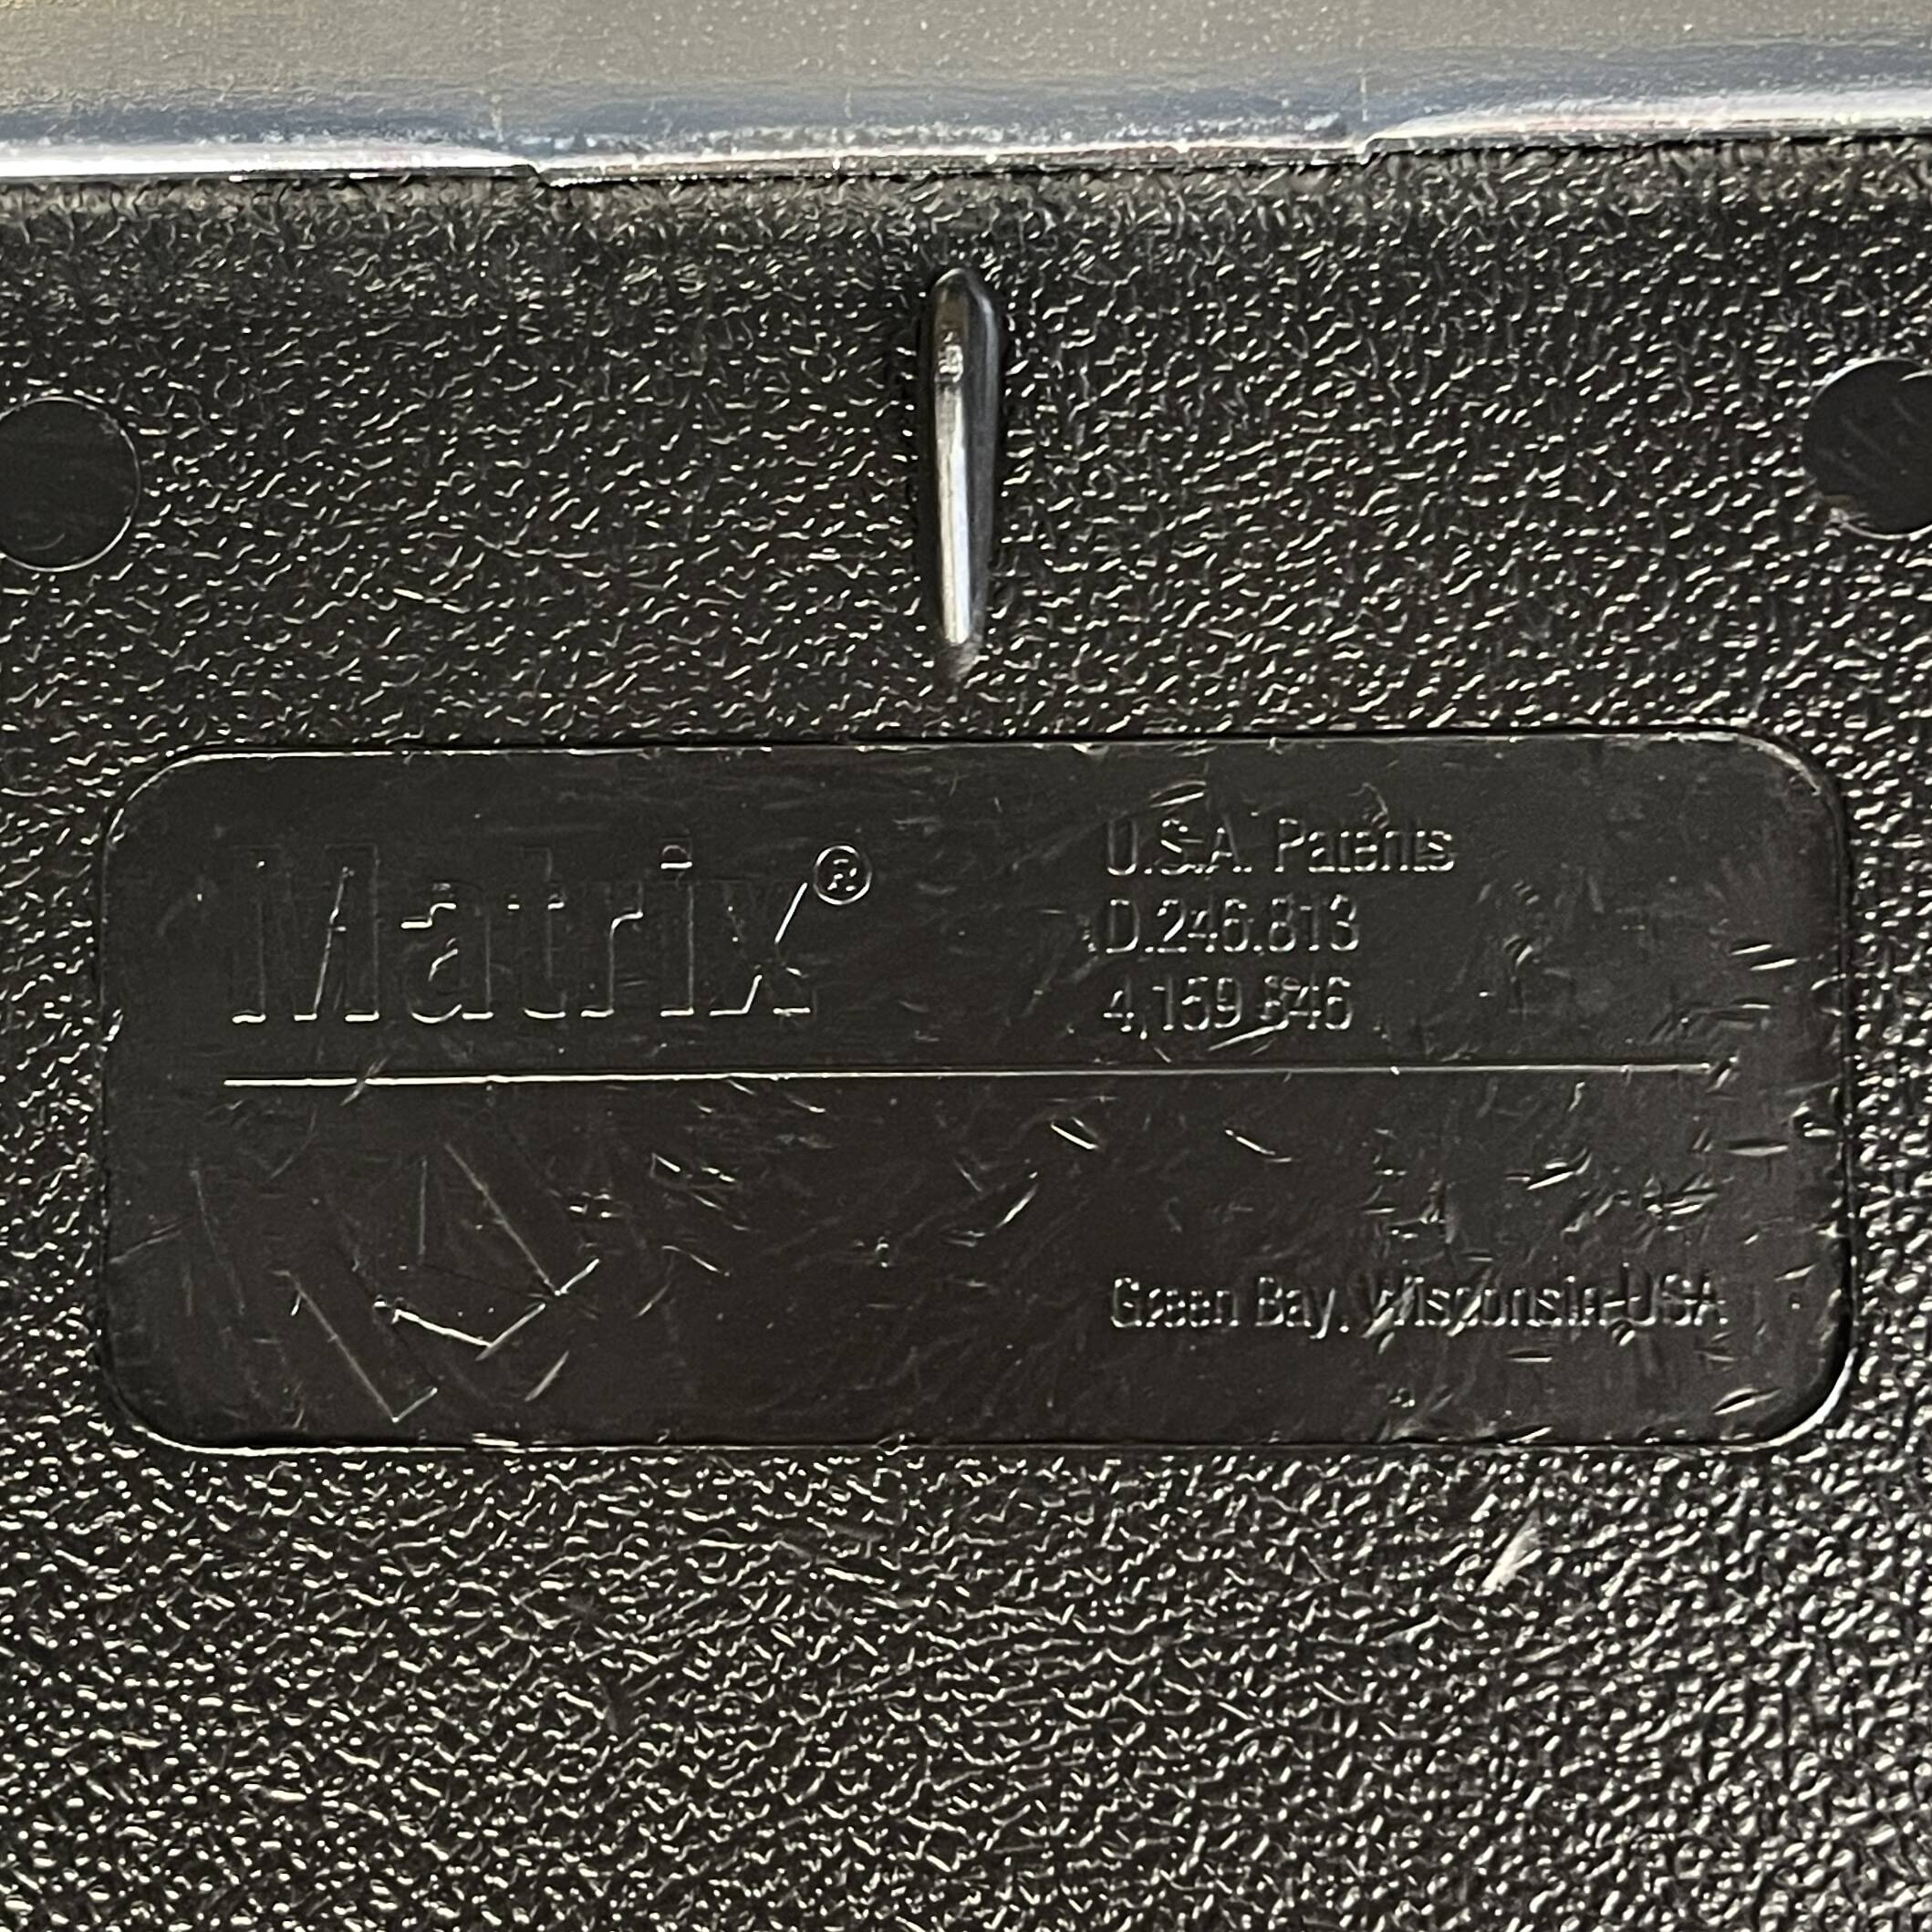 Matrix®
U.S.A. Patents
D.246,813
4,159,846
Green Bay, Wisconsin USA